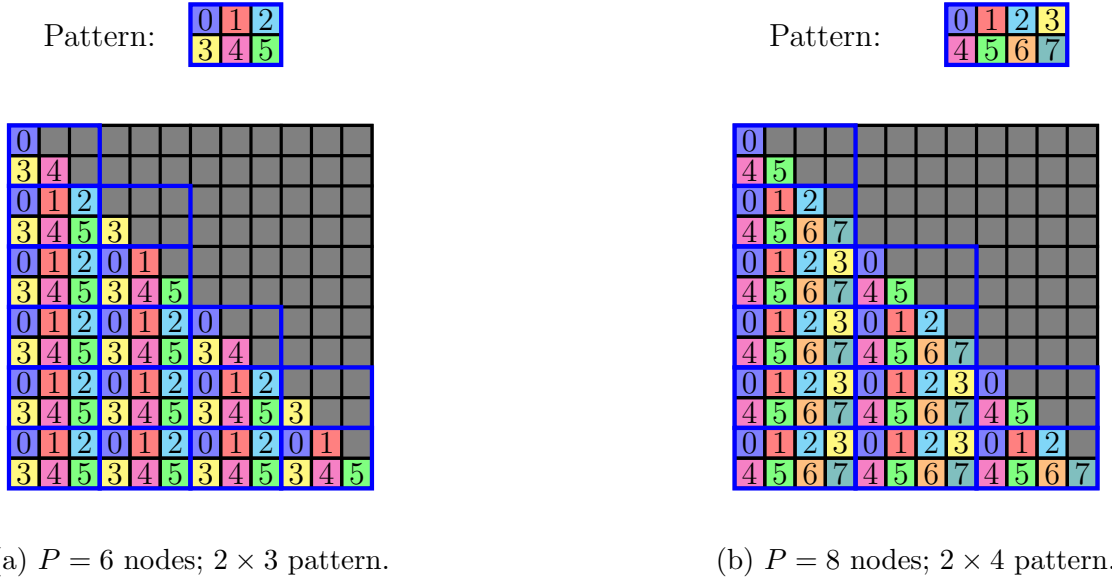 Pattern: 0 1 2
3 4 5
0
3 4
0 1 2
3 4 5 3
0 1 2 0 1
3 4 5 3 4 5
0 1 2 0 1 2 0
3 4 5 3 4 5 3 4
0 1 2 0 1 2 0 1 2
3 4 5 3 4 5 3 4 5 3
0 1 2 0 1 2 0 1 2 0 1
3 4 5 3 4 5 3 4 5 3 4 5
a) P = 6 nodes; 2 × 3 pattern.
Pattern: 0 1 2 3
4 5 6 7
0
4 5
0 1 2
4 5 6 7
0 1 2 3 0
4 5 6 7 4 5
0 1 2 3 0 1 2
4 5 6 7 4 5 6 7
0 1 2 3 0 1 2 3 0
4 5 6 7 4 5 6 7 4 5
0 1 2 3 0 1 2 3 0 1 2
4 5 6 7 4 5 6 7 4 5 6 7
(b) P = 8 nodes; 2 × 4 pattern.